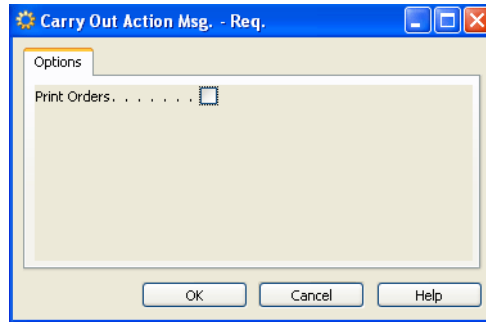 Carry Out Action Msg. - Req.
Options
Print Orders. . . . . . .
OK Cancel Help